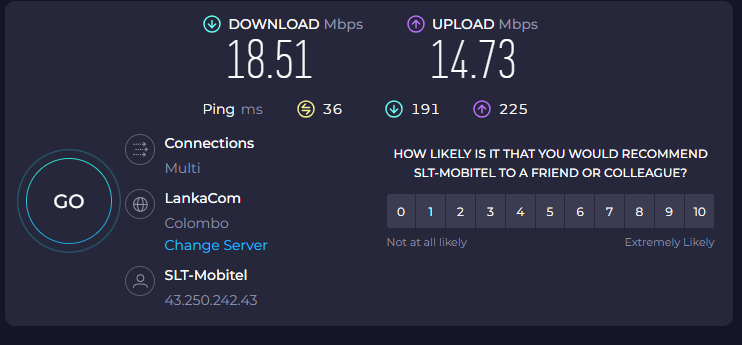 DOWNLOAD Mbps
18.51
UPLOAD Mbps
14.73
Ping ms 36 191 225
GO
Connections
Multi
LankaCom
Colombo
Change Server
SLT-Mobitel
43.250.242.43
HOW LIKELY IS IT THAT YOU WOULD RECOMMEND
SLT-MOBITEL TO A FRIEND OR COLLEAGUE?
0 1 2 3 4 5 6 7 8 9 10
Not at all likely Extremely Likely